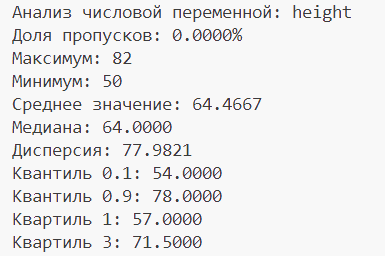 Анализ числовой переменной: height
Доля пропусков: 0.0000%
Максимум: 82
Минимум: 50
Среднее значение: 64.4667
Медиана: 64.0000
Дисперсия: 77.9821
Квантиль 0.1: 54.0000
Квантиль 0.9: 78.0000
Квартиль 1: 57.0000
Квартиль 3: 71.5000